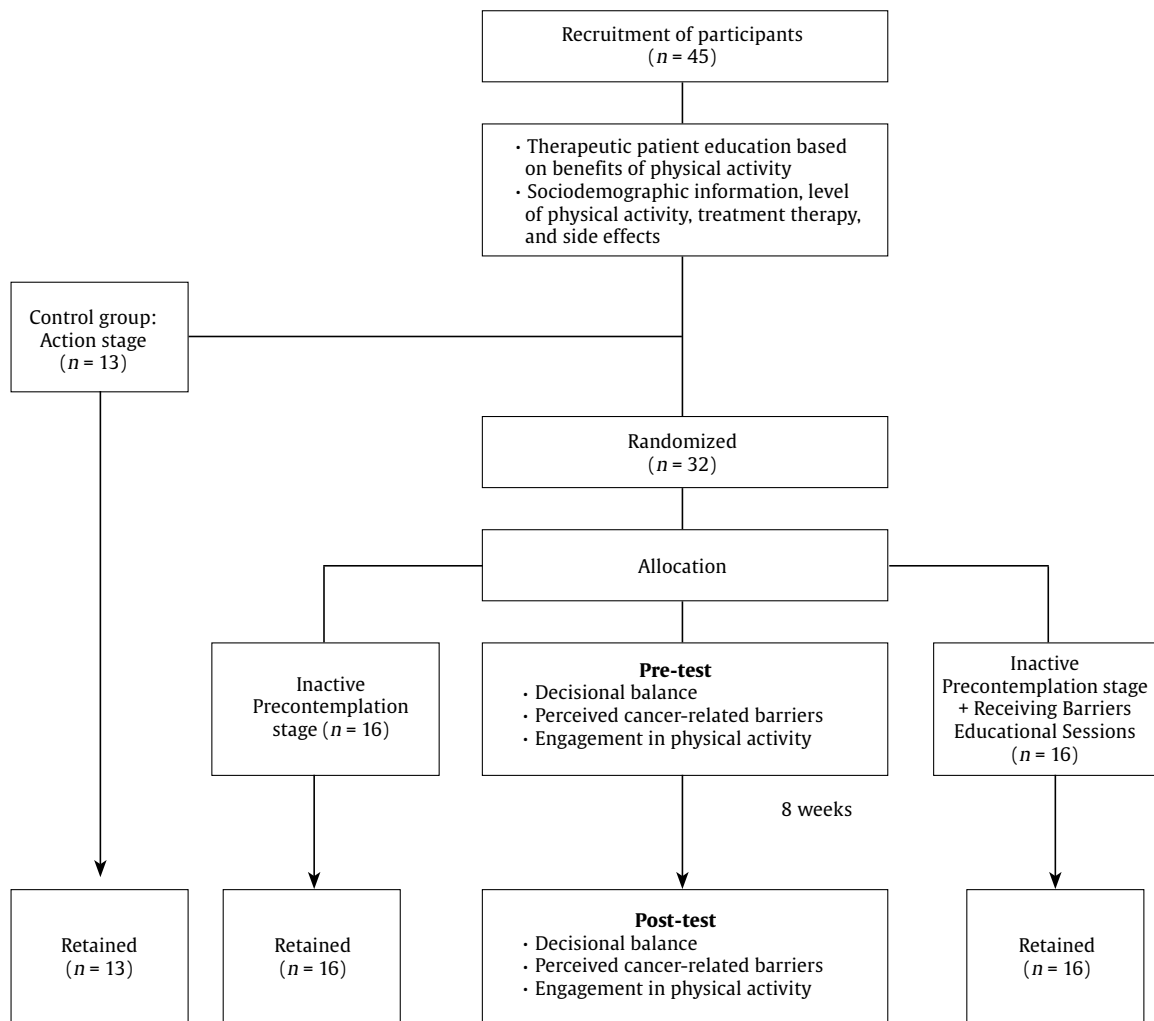 Recruitment of participants
(n = 45)
· Therapeutic patient education based
on benefits of physical activity
· Sociodemographic information, level
of physical activity, treatment therapy,
and side effects
Control group:
Action stage
(n = 13)
Randomized
(n = 32)
Allocation
Inactive
Precontemplation
stage (n = 16)
Pre-test
· Decisional balance
· Perceived cancer-related barriers
· Engagement in physical activity
Inactive
Precontemplation stage
+ Receiving Barriers
Educational Sessions
(n = 16)
8 weeks
Retained
(n = 13)
Retained
(n = 16)
Post-test
· Decisional balance
· Perceived cancer-related barriers
· Engagement in physical activity
Retained
(n = 16)